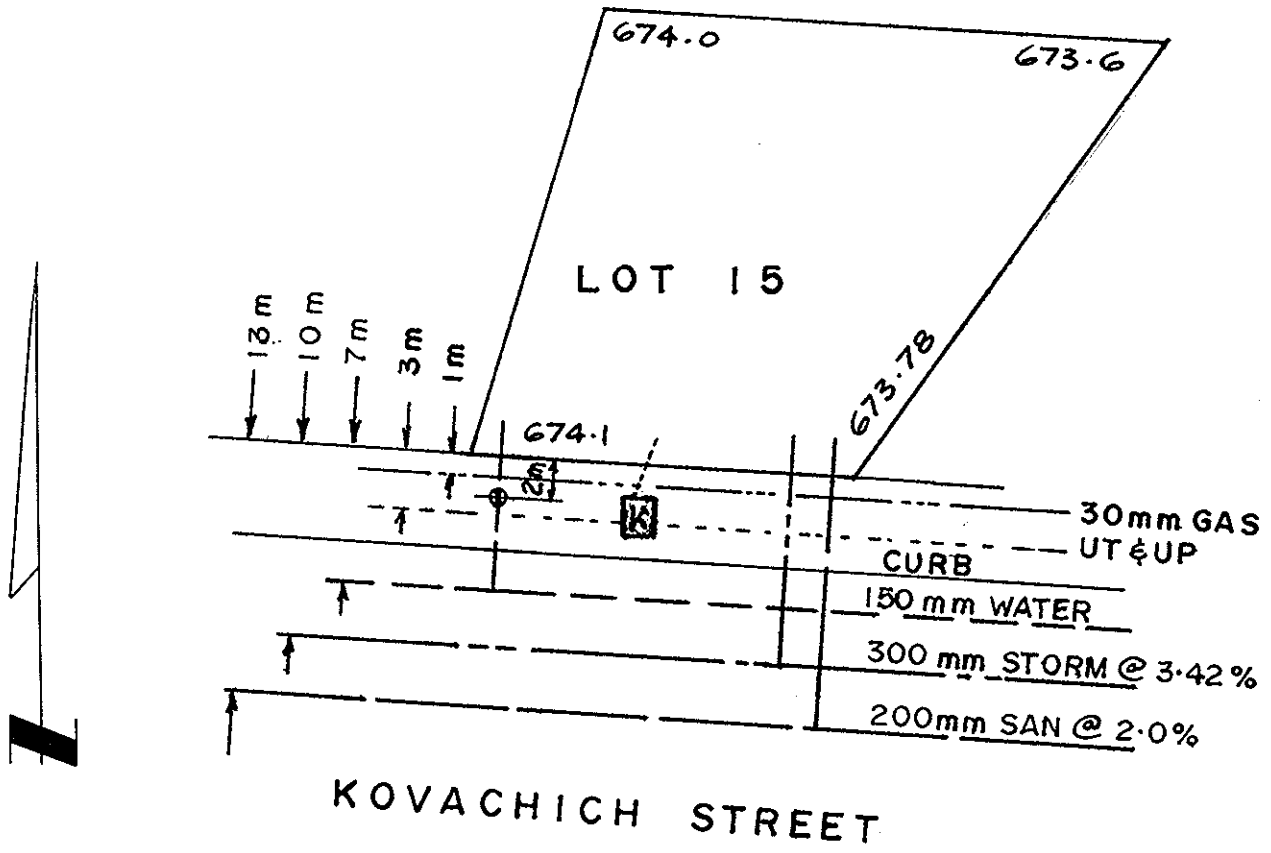 674.0
673.6
LOT 15
13m
10m
7m
3m
1m
673.78
674.1
2m
K
30mm GAS
UT & UP
CURB
150 mm WATER
300 mm STORM @ 3.42%
200mm SAN @ 2.0%
KOVACHICH STREET